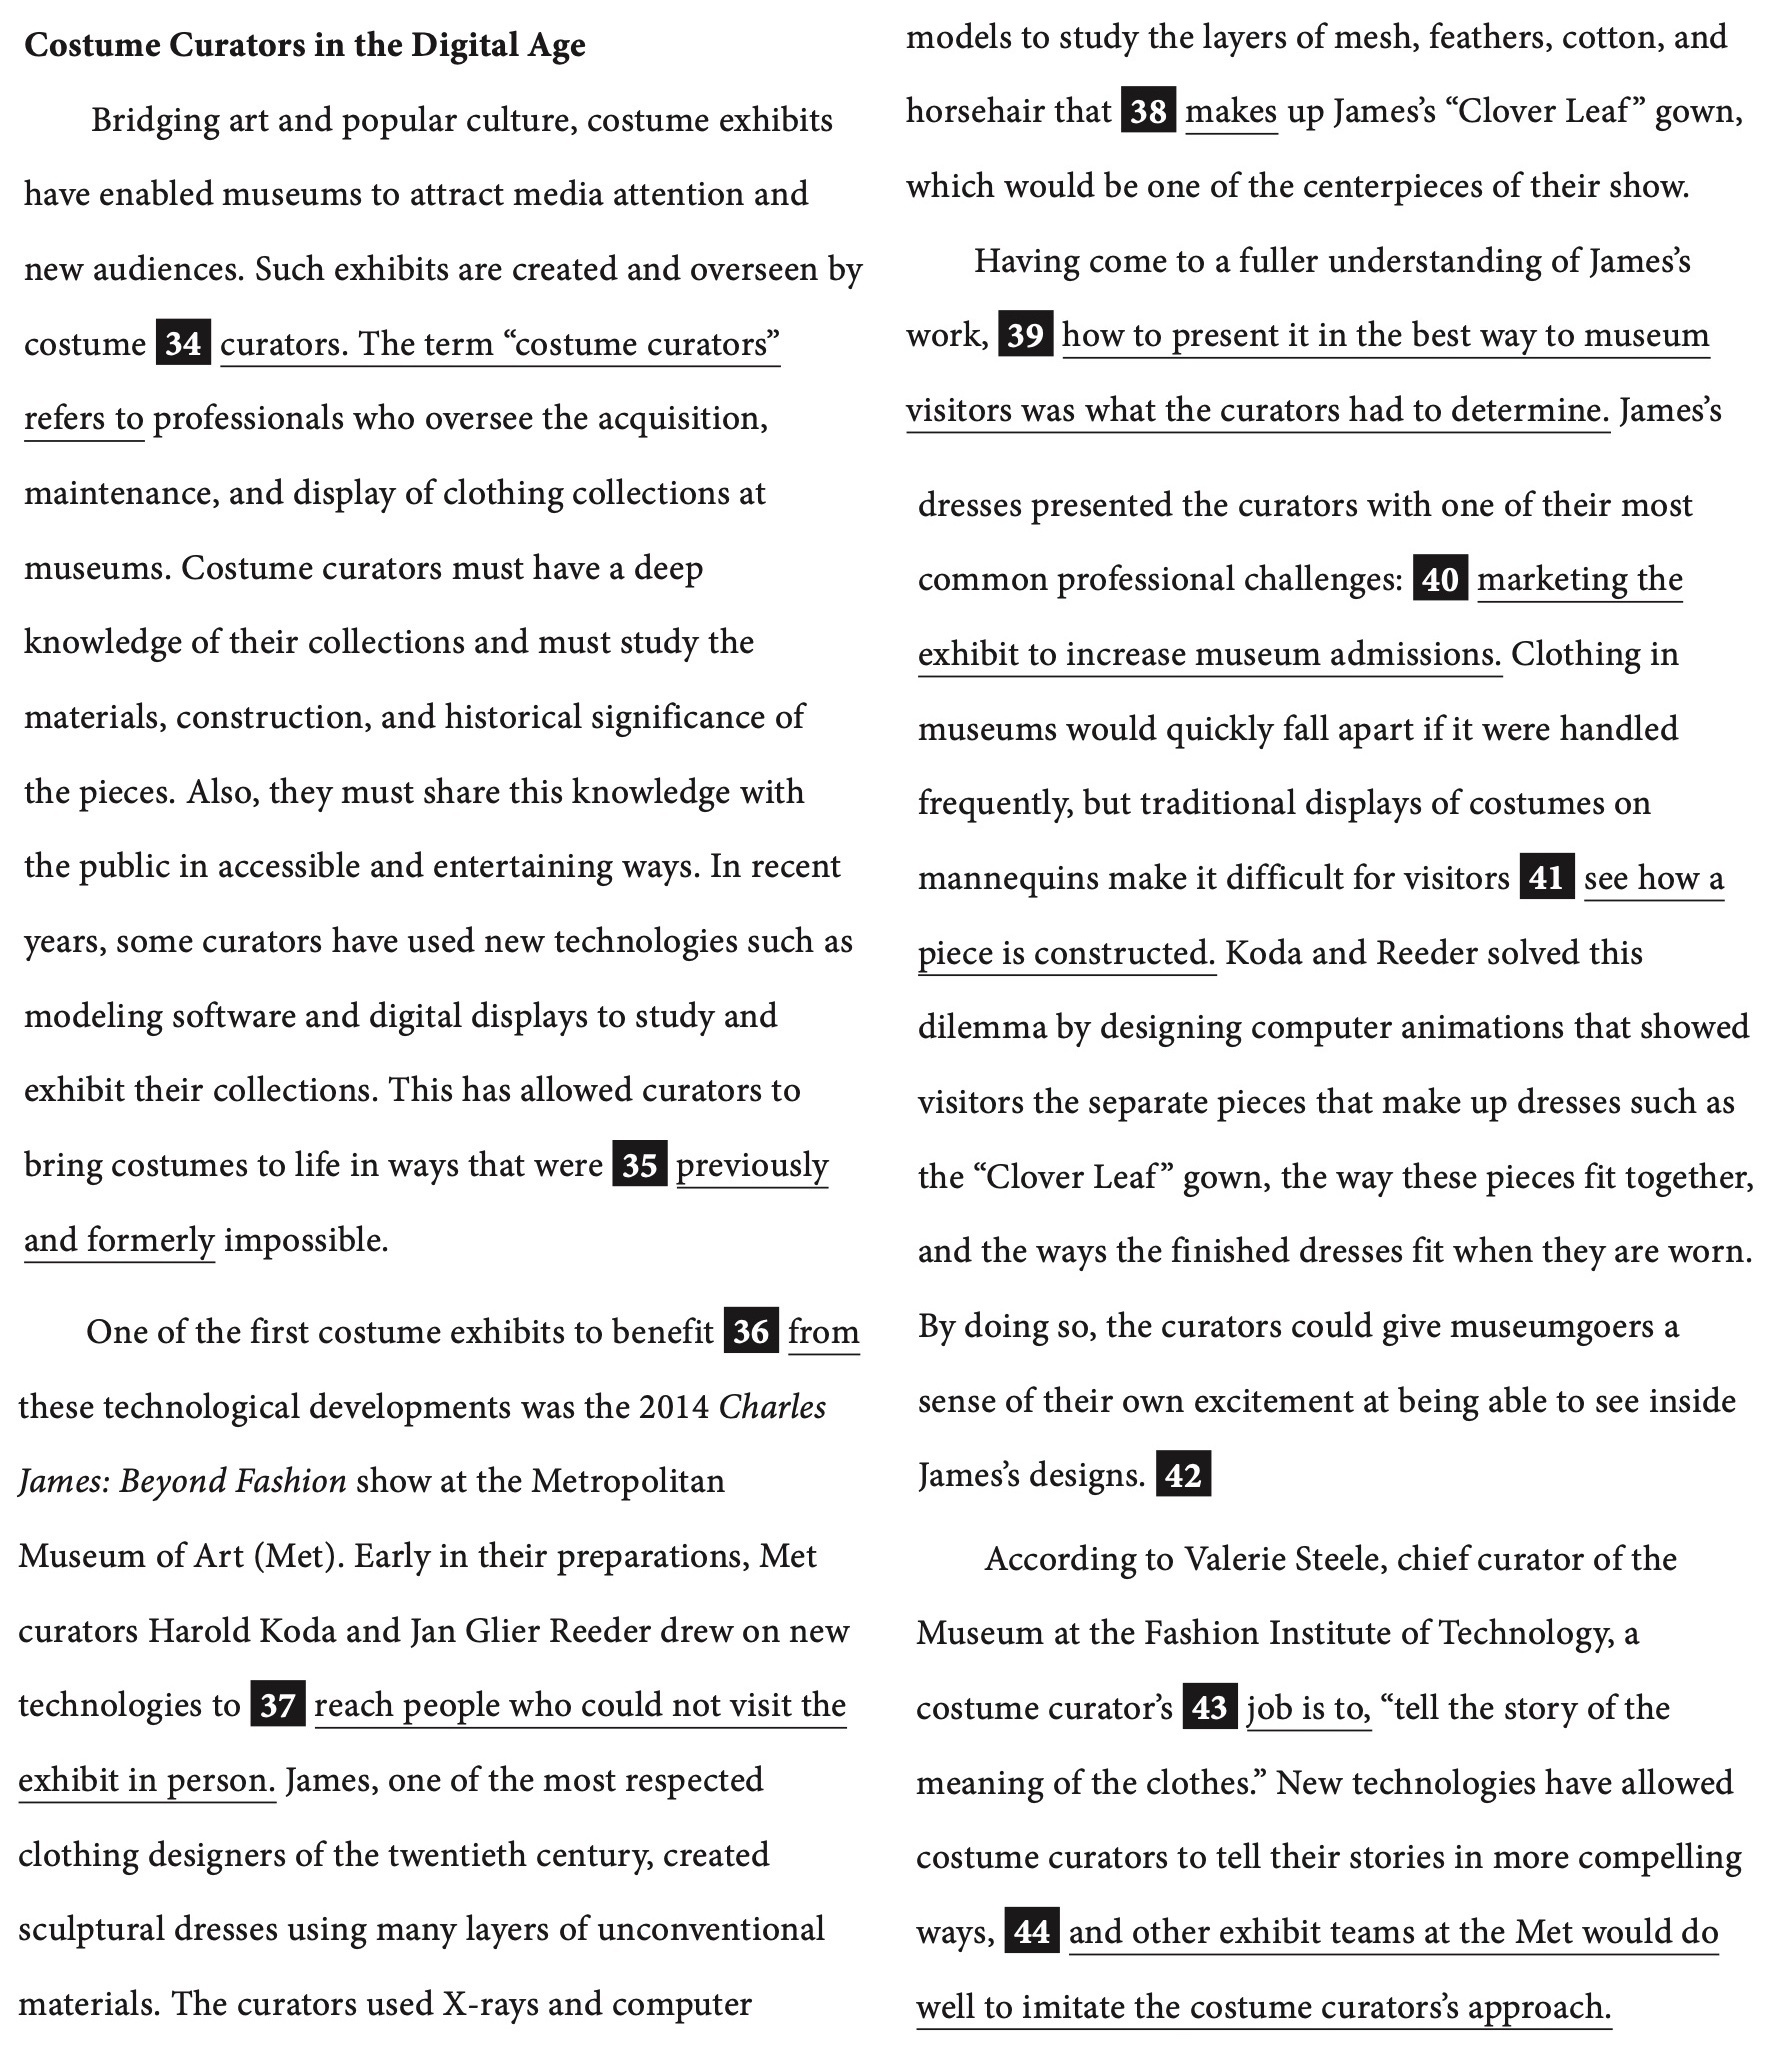 Costume Curators in the Digital Age
Bridging art and popular culture, costume exhibits
have enabled museums to attract media attention and
new audiences. Such exhibits are created and overseen by
costume 34 curators. The term “costume curators”
refers to professionals who oversee the acquisition,
maintenance, and display of clothing collections at
museums. Costume curators must have a deep
knowledge of their collections and must study the
materials, construction, and historical significance of
the pieces. Also, they must share this knowledge with
the public in accessible and entertaining ways. In recent
years, some curators have used new technologies such as
modeling software and digital displays to study and
exhibit their collections. This has allowed curators to
bring costumes to life in ways that were 35 previously
and formerly impossible.
One of the first costume exhibits to benefit 36 from
these technological developments was the 2014 Charles
James: Beyond Fashion show at the Metropolitan
Museum of Art (Met). Early in their preparations, Met
curators Harold Koda and Jan Glier Reeder drew on new
technologies to 37 reach people who could not visit the
exhibit in person. James, one of the most respected
clothing designers of the twentieth century, created
sculptural dresses using many layers of unconventional
materials. The curators used X-rays and computer
models to study the layers of mesh, feathers, cotton, and
horsehair that 38 makes up James’s “Clover Leaf” gown,
which would be one of the centerpieces of their show.
Having come to a fuller understanding of James’s
work, 39 how to present it in the best way to museum
visitors was what the curators had to determine. James’s
dresses presented the curators with one of their most
common professional challenges: 40 marketing the
exhibit to increase museum admissions. Clothing in
museums would quickly fall apart if it were handled
frequently, but traditional displays of costumes on
mannequins make it difficult for visitors 41 see how a
piece is constructed. Koda and Reeder solved this
dilemma by designing computer animations that showed
visitors the separate pieces that make up dresses such as
the “Clover Leaf” gown, the way these pieces fit together,
and the ways the finished dresses fit when they are worn.
By doing so, the curators could give museumgoers a
sense of their own excitement at being able to see inside
James’s designs. 42
According to Valerie Steele, chief curator of the
Museum at the Fashion Institute of Technology, a
costume curator’s 43 job is to, “tell the story of the
meaning of the clothes.” New technologies have allowed
costume curators to tell their stories in more compelling
ways, 44 and other exhibit teams at the Met would do
well to imitate the costume curators’s approach.